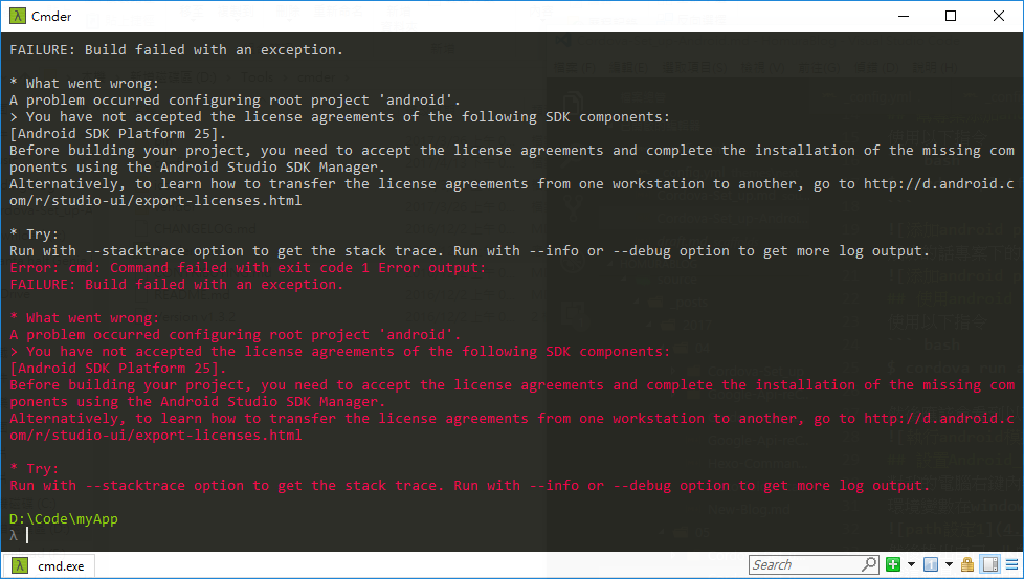 Cmder
FAILURE: Build failed with an exception.
* What went wrong:
A problem occurred configuring root project 'android'.
> You have not accepted the license agreements of the following SDK components:
[Android SDK Platform 25].
Before building your project, you need to accept the license agreements and complete the installation of the missing com
ponents using the Android Studio SDK Manager.
Alternatively, to learn how to transfer the license agreements from one workstation to another, go to http://d.android.c
om/r/studio-ui/export-licenses.html
* Try:
Run with --stacktrace option to get the stack trace. Run with --info or --debug option to get more log output.
Error: cmd: Command failed with exit code 1 Error output:
FAILURE: Build failed with an exception.
* What went wrong:
A problem occurred configuring root project 'android'.
> You have not accepted the license agreements of the following SDK components:
[Android SDK Platform 25].
Before building your project, you need to accept the license agreements and complete the installation of the missing com
ponents using the Android Studio SDK Manager.
Alternatively, to learn how to transfer the license agreements from one workstation to another, go to http://d.android.c
om/r/studio-ui/export-licenses.html
* Try:
Run with --stacktrace option to get the stack trace. Run with --info or --debug option to get more log output.
D:\Code\myApp
λ
cmd.exe
Search